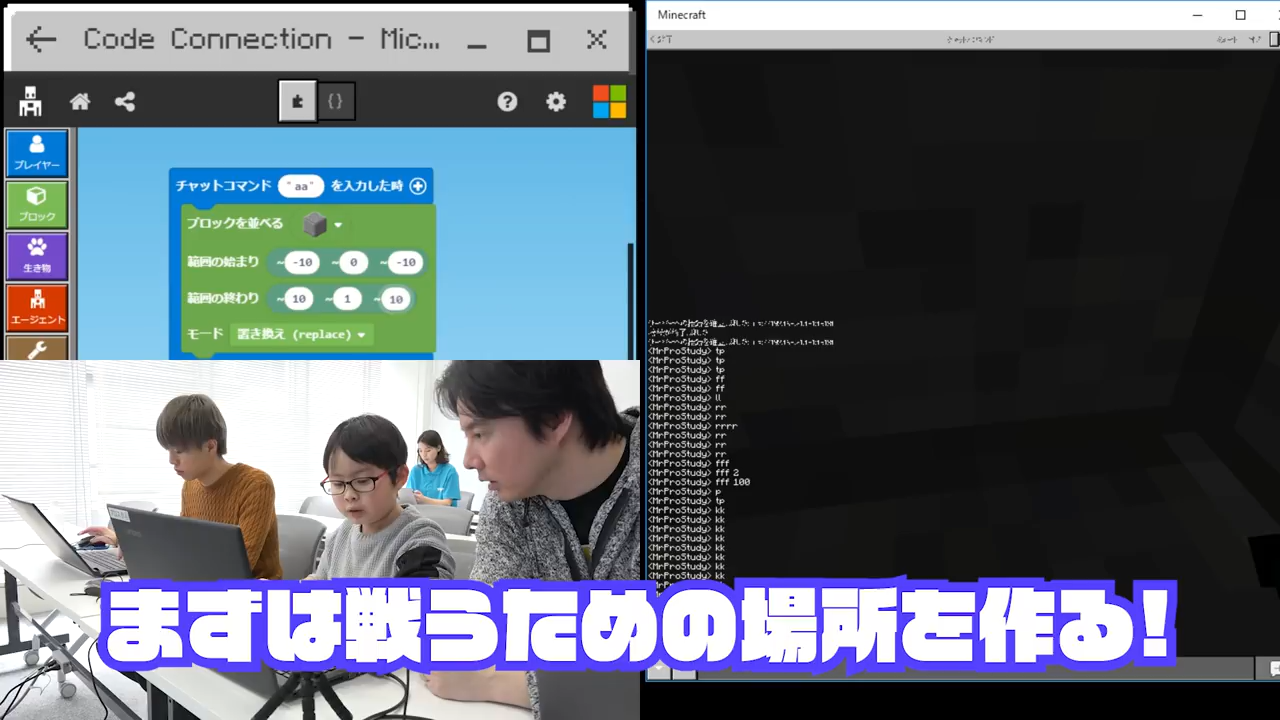 Code Connection - Mic...
プレイヤー
ブロック
生き物
エージェント
チャットコマンド "aa" を入力した時
ブロックを並べる
範囲の始まり ~-10 ~0 ~-10
範囲の終わり ~10 ~1 ~10
モード 置き換え (replace)
Minecraft
<MrProStudy> tp
<MrProStudy> tp
<MrProStudy> tp
<MrProStudy> ff
<MrProStudy> ff
<MrProStudy> ll
<MrProStudy> rr
<MrProStudy> rr
<MrProStudy> rrrr
<MrProStudy> rr
<MrProStudy> rr
<MrProStudy> rr
<MrProStudy> fff
<MrProStudy> fff 2
<MrProStudy> fff 100
<MrProStudy> p
<MrProStudy> tp
<MrProStudy> kk
<MrProStudy> kk
<MrProStudy> kk
<MrProStudy> kk
<MrProStudy> kk
<MrProStudy> kk
<MrProStudy> kk
<MrProStudy> kk
まずは戦うための場所を作る!